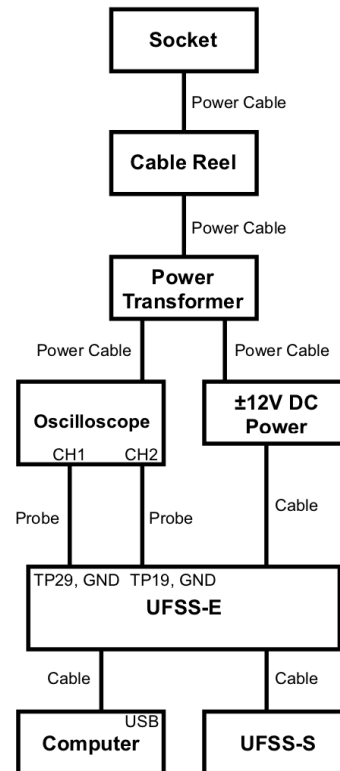 Socket
Power Cable
Cable Reel
Power Cable
Power
Transformer
Power Cable
Power Cable
Oscilloscope
CH1
CH2
±12V DC
Power
Probe
Probe
Cable
TP29, GND
TP19, GND
UFSS-E
Cable
Cable
USB
Computer
UFSS-S